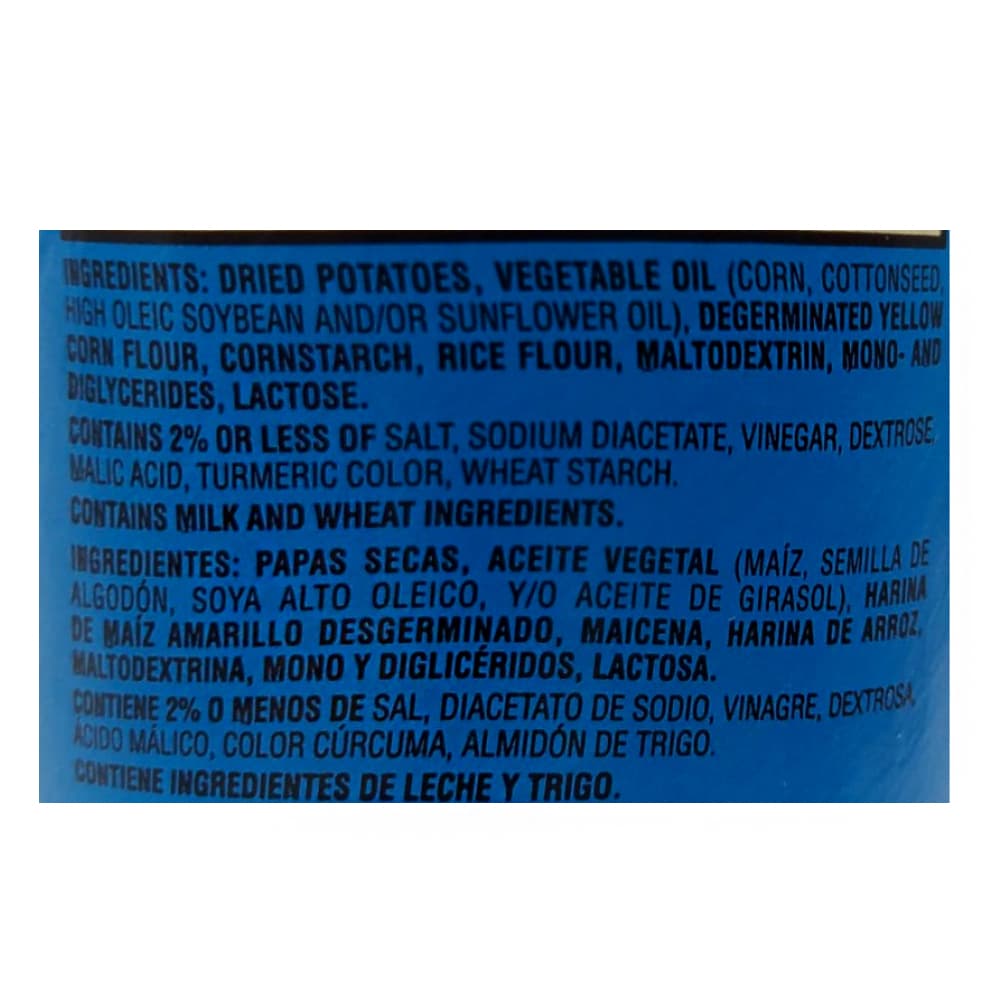 INGREDIENTS: DRIED POTATOES, VEGETABLE OIL (CORN, COTTONSEED,
HIGH OLEIC SOYBEAN AND/OR SUNFLOWER OIL), DEGERMINATED YELLOW
CORN FLOUR, CORNSTARCH, RICE FLOUR, MALTODEXTRIN, MONO- AND
DIGLYCERIDES, LACTOSE.
CONTAINS 2% OR LESS OF SALT, SODIUM DIACETATE, VINEGAR, DEXTROSE,
MALIC ACID, TURMERIC COLOR, WHEAT STARCH.
CONTAINS MILK AND WHEAT INGREDIENTS.
INGREDIENTES: PAPAS SECAS, ACEITE VEGETAL (MAÍZ, SEMILLA DE
ALGODÓN, SOYA ALTO OLEICO, Y/O ACEITE DE GIRASOL), HARINA
DE MAÍZ AMARILLO DESGERMINADO, MAICENA, HARINA DE ARROZ,
MALTODEXTRINA, MONO Y DIGLICÉRIDOS, LACTOSA.
CONTIENE 2% O MENOS DE SAL, DIACETATO DE SODIO, VINAGRE, DEXTROSA,
ÁCIDO MÁLICO, COLOR CÚRCUMA, ALMIDÓN DE TRIGO.
CONTIENE INGREDIENTES DE LECHE Y TRIGO.